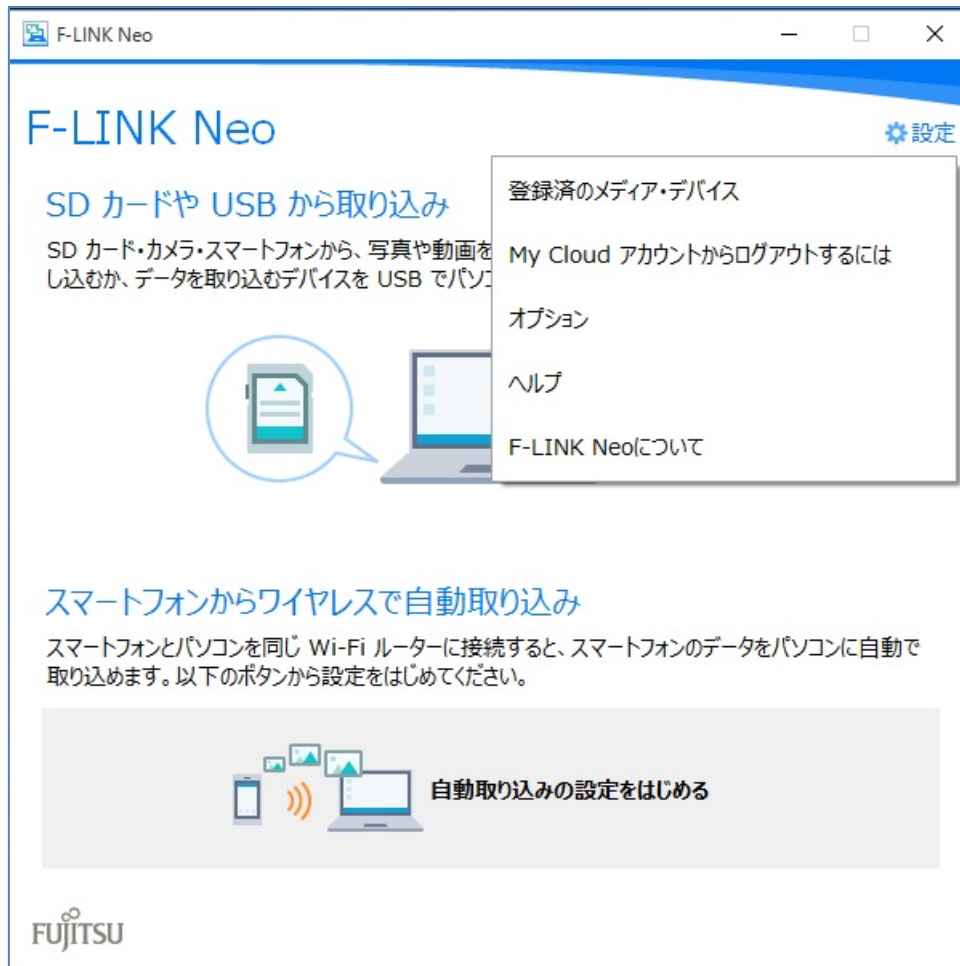 F-LINK Neo
F-LINK Neo
設定
SD カードや USB から取り込み
SD カード・カメラ・スマートフォンから、写真や動画を
し込むか、データを取り込むデバイスを USB でパソコ
登録済のメディア・デバイス
My Cloud アカウントからログアウトするには
オプション
ヘルプ
F-LINK Neoについて
スマートフォンからワイヤレスで自動取り込み
スマートフォンとパソコンを同じ Wi-Fi ルーターに接続すると、スマートフォンのデータをパソコンに自動で
取り込めます。以下のボタンから設定をはじめてください。
自動取り込みの設定をはじめる
FUJITSU